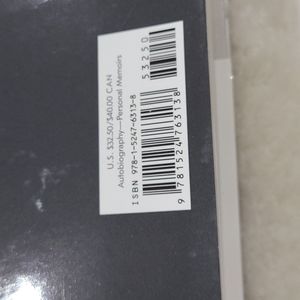 U.S. $32.50/$40.00 CAN
Autobiography—Personal Memoirs
ISBN 978-1-5247-6313-8
53250
9 781524 763138